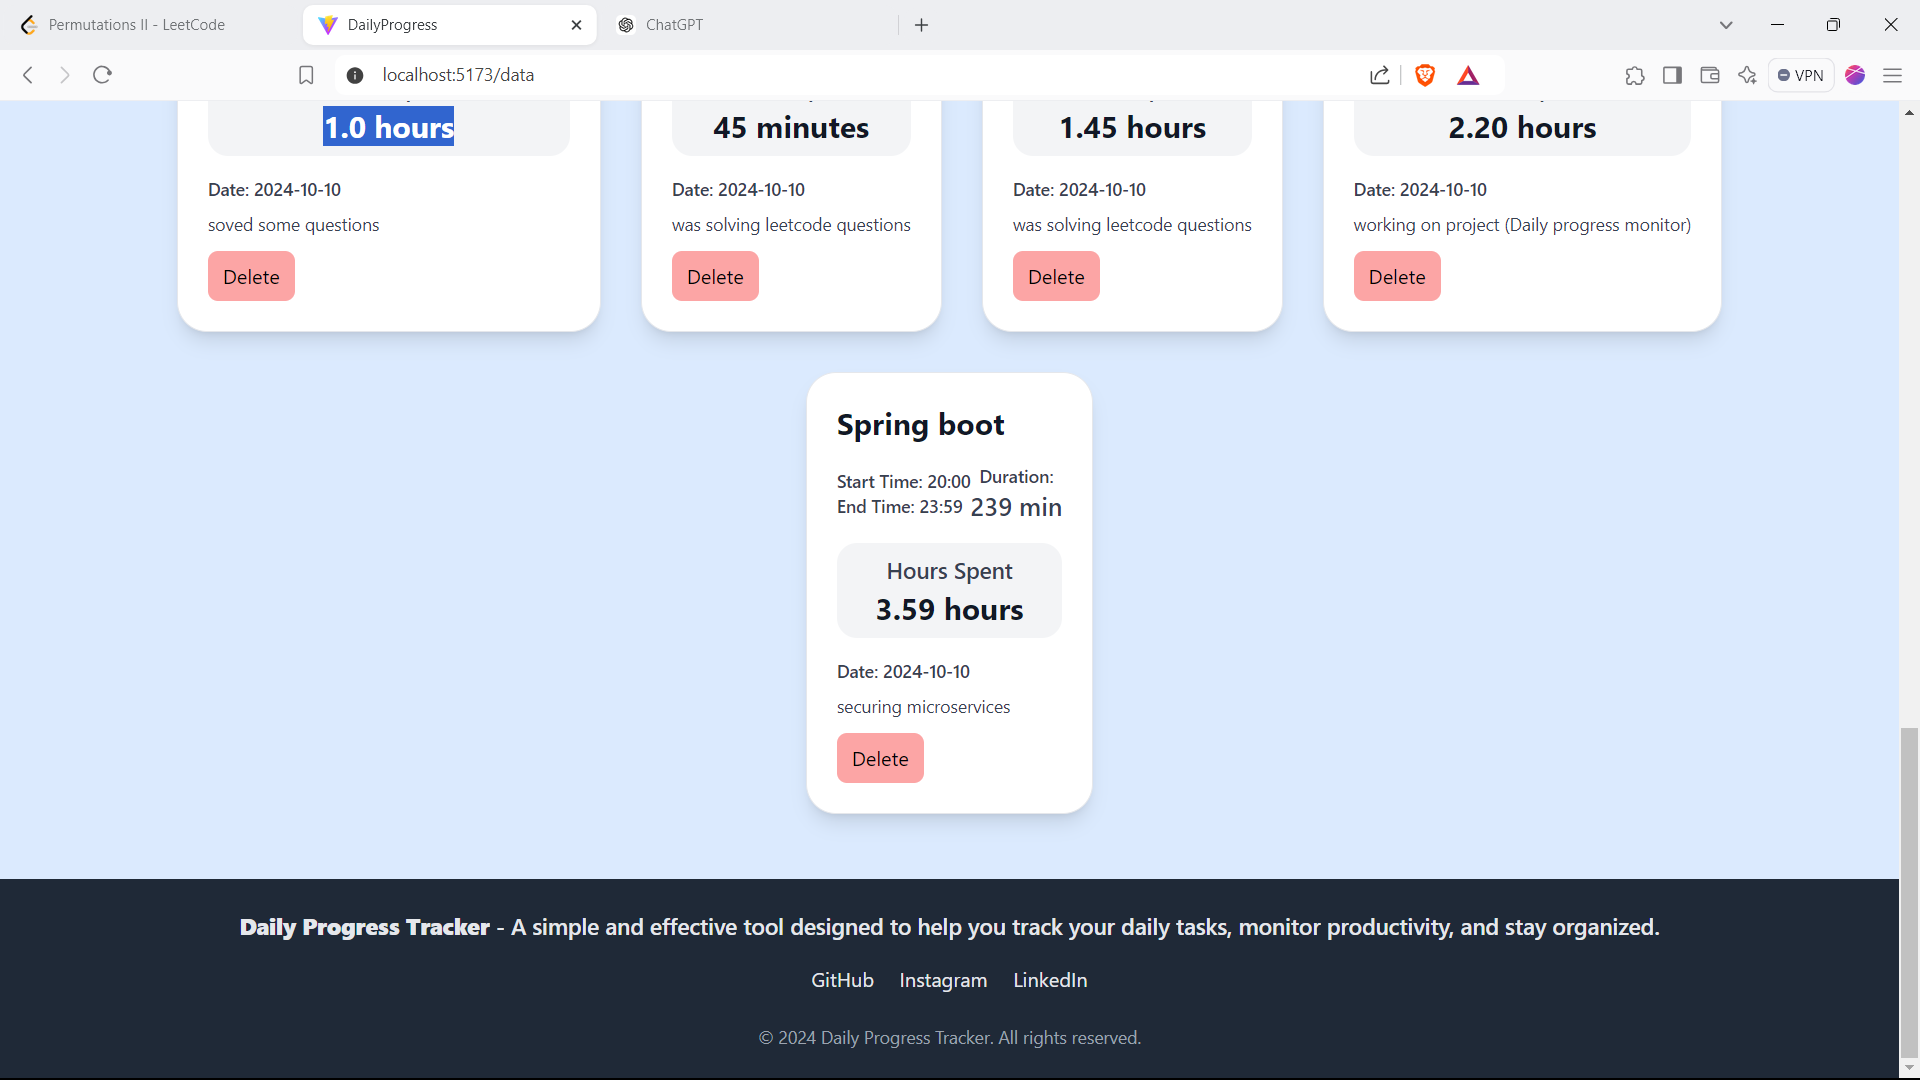 Permutations II - LeetCode
DailyProgress
ChatGPT
localhost:5173/data
VPN
1.0 hours
Date: 2024-10-10
soved some questions
Delete
45 minutes
Date: 2024-10-10
was solving leetcode questions
Delete
1.45 hours
Date: 2024-10-10
was solving leetcode questions
Delete
2.20 hours
Date: 2024-10-10
working on project (Daily progress monitor)
Delete
Spring boot
Start Time: 20:00
End Time: 23:59
Duration:
239 min
Hours Spent
3.59 hours
Date: 2024-10-10
securing microservices
Delete
Daily Progress Tracker - A simple and effective tool designed to help you track your daily tasks, monitor productivity, and stay organized.
GitHub Instagram LinkedIn
© 2024 Daily Progress Tracker. All rights reserved.